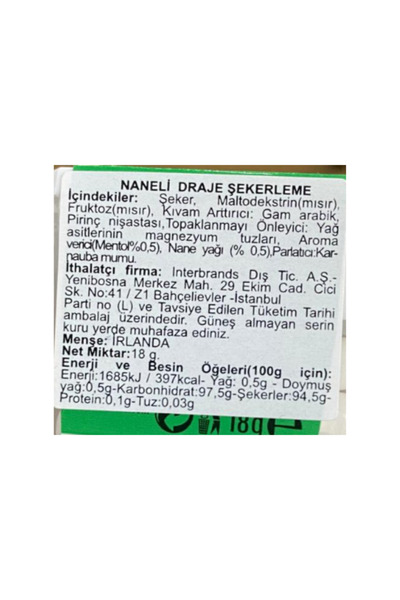 NANELİ DRAJE ŞEKERLEME
İçindekiler: Şeker, Maltodekstrin(mısır),
Fruktoz(mısır), Kıvam Arttırıcı: Gam arabik,
Pirinç nişastası,Topaklanmayı Önleyici: Yağ
asitlerinin magnezyum tuzları, Aroma
verici(Mentol%0,5), Nane yağı (% 0,5),Parlatıcı:Kar-
nauba mumu.
İthalatçı firma: Interbrands Dış Tic. A.Ş.-
Yenibosna Merkez Mah. 29 Ekim Cad. Cici
Sk. No:41 / Z1 Bahçelievler -İstanbul
Parti no (L) ve Tavsiye Edilen Tüketim Tarihi
ambalaj üzerindedir. Güneş almayan serin
kuru yerde muhafaza ediniz.
Menşe: İRLANDA
Net Miktar:18 g.
Enerji ve Besin Öğeleri(100g için):
Enerji:1685kJ / 397kcal- Yağ: 0,5g - Doymuş
yağ:0,5g-Karbonhidrat:97,5g-Şekerler:94,5g-
Protein:0,1g-Tuz:0,03g
18g e